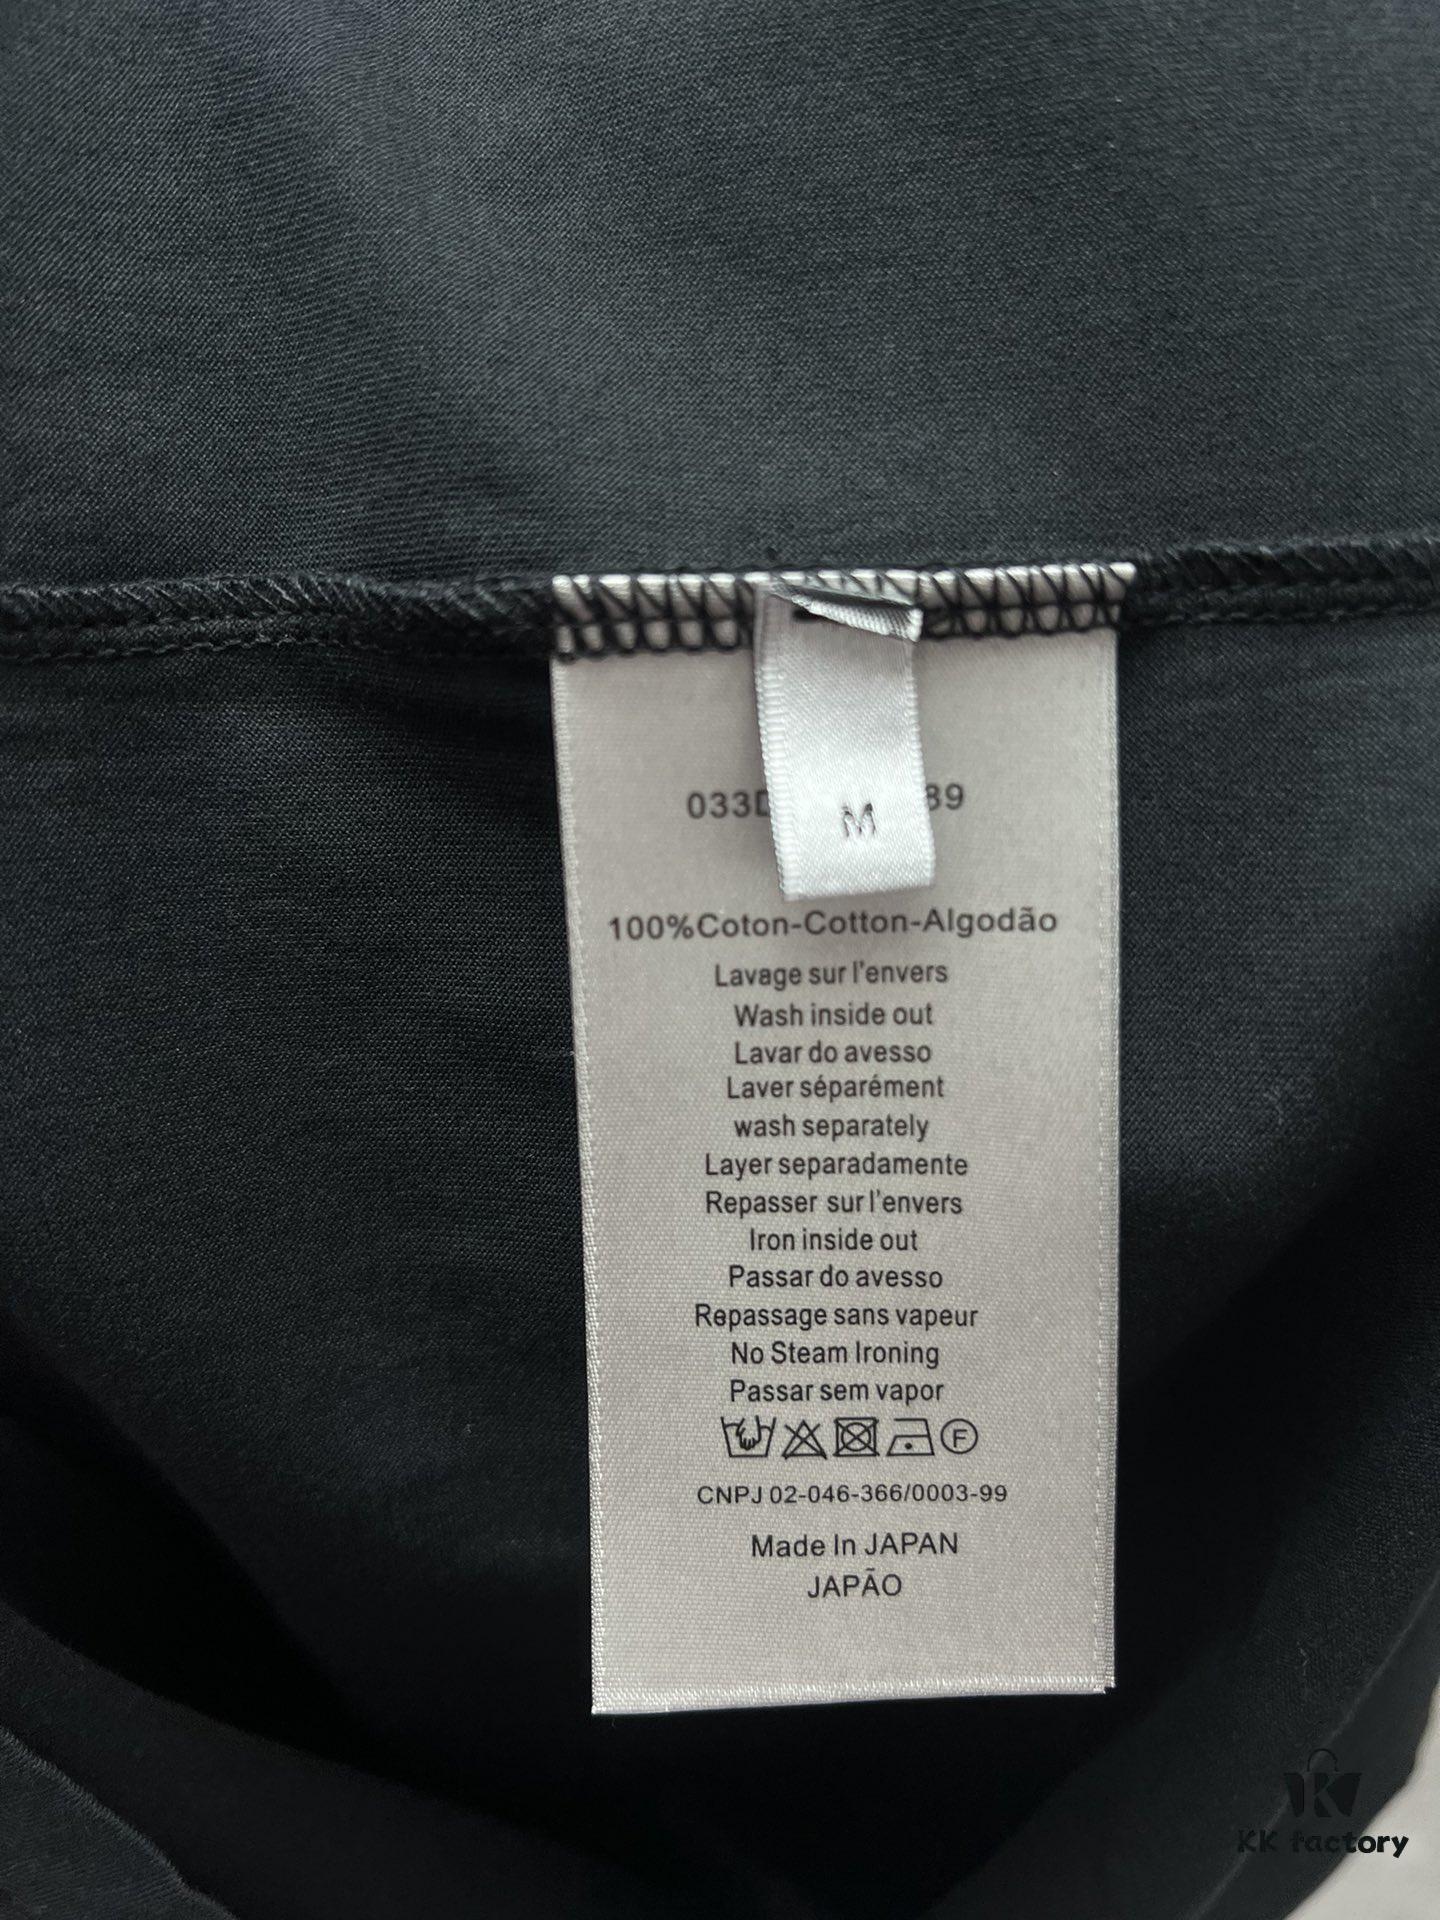 M
100%Coton-Cotton-Algodão
Lavage sur l'envers
Wash inside out
Lavar do avesso
Laver séparément
wash separately
Layer separadamente
Repasser sur l'envers
Iron inside out
Passar do avesso
Repassage sans vapeur
No Steam Ironing
Passar sem vapor
F
CNPJ 02-046-366/0003-99
Made In JAPAN
JAPÃO
KK factory